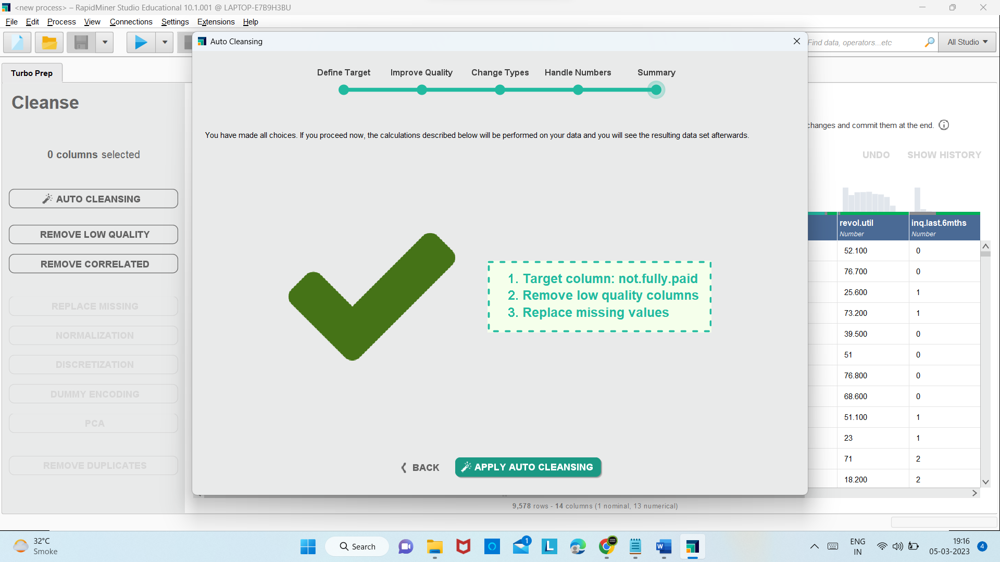 <new process> – RapidMiner Studio Educational 10.1.001 @ LAPTOP-E7B9H3BU
File Edit Process View Connections Settings Extensions Help
Auto Cleansing
Find data, operators...etc
All Studio
Turbo Prep
Define Target Improve Quality Change Types Handle Numbers Summary
Cleanse
You have made all choices. If you proceed now, the calculations described below will be performed on your data and you will see the resulting data set afterwards.
changes and commit them at the end.
0 columns selected
UNDO SHOW HISTORY
AUTO CLEANSING
REMOVE LOW QUALITY
REMOVE CORRELATED
REPLACE MISSING
NORMALIZATION
DISCRETIZATION
DUMMY ENCODING
PCA
REMOVE DUPLICATES
1. Target column: not.fully.paid
2. Remove low quality columns
3. Replace missing values
BACK
APPLY AUTO CLEANSING
revol.util inq.last.6mths
Number Number
52.100 0
76.700 0
25.600 1
73.200 1
39.500 0
51 0
76.800 0
68.600 0
51.100 1
23 1
71 2
18.200 2
9,578 rows - 14 columns (1 nominal, 13 numerical)
32°C
Smoke
Search
1
ENG
IN
19:16
05-03-2023
4